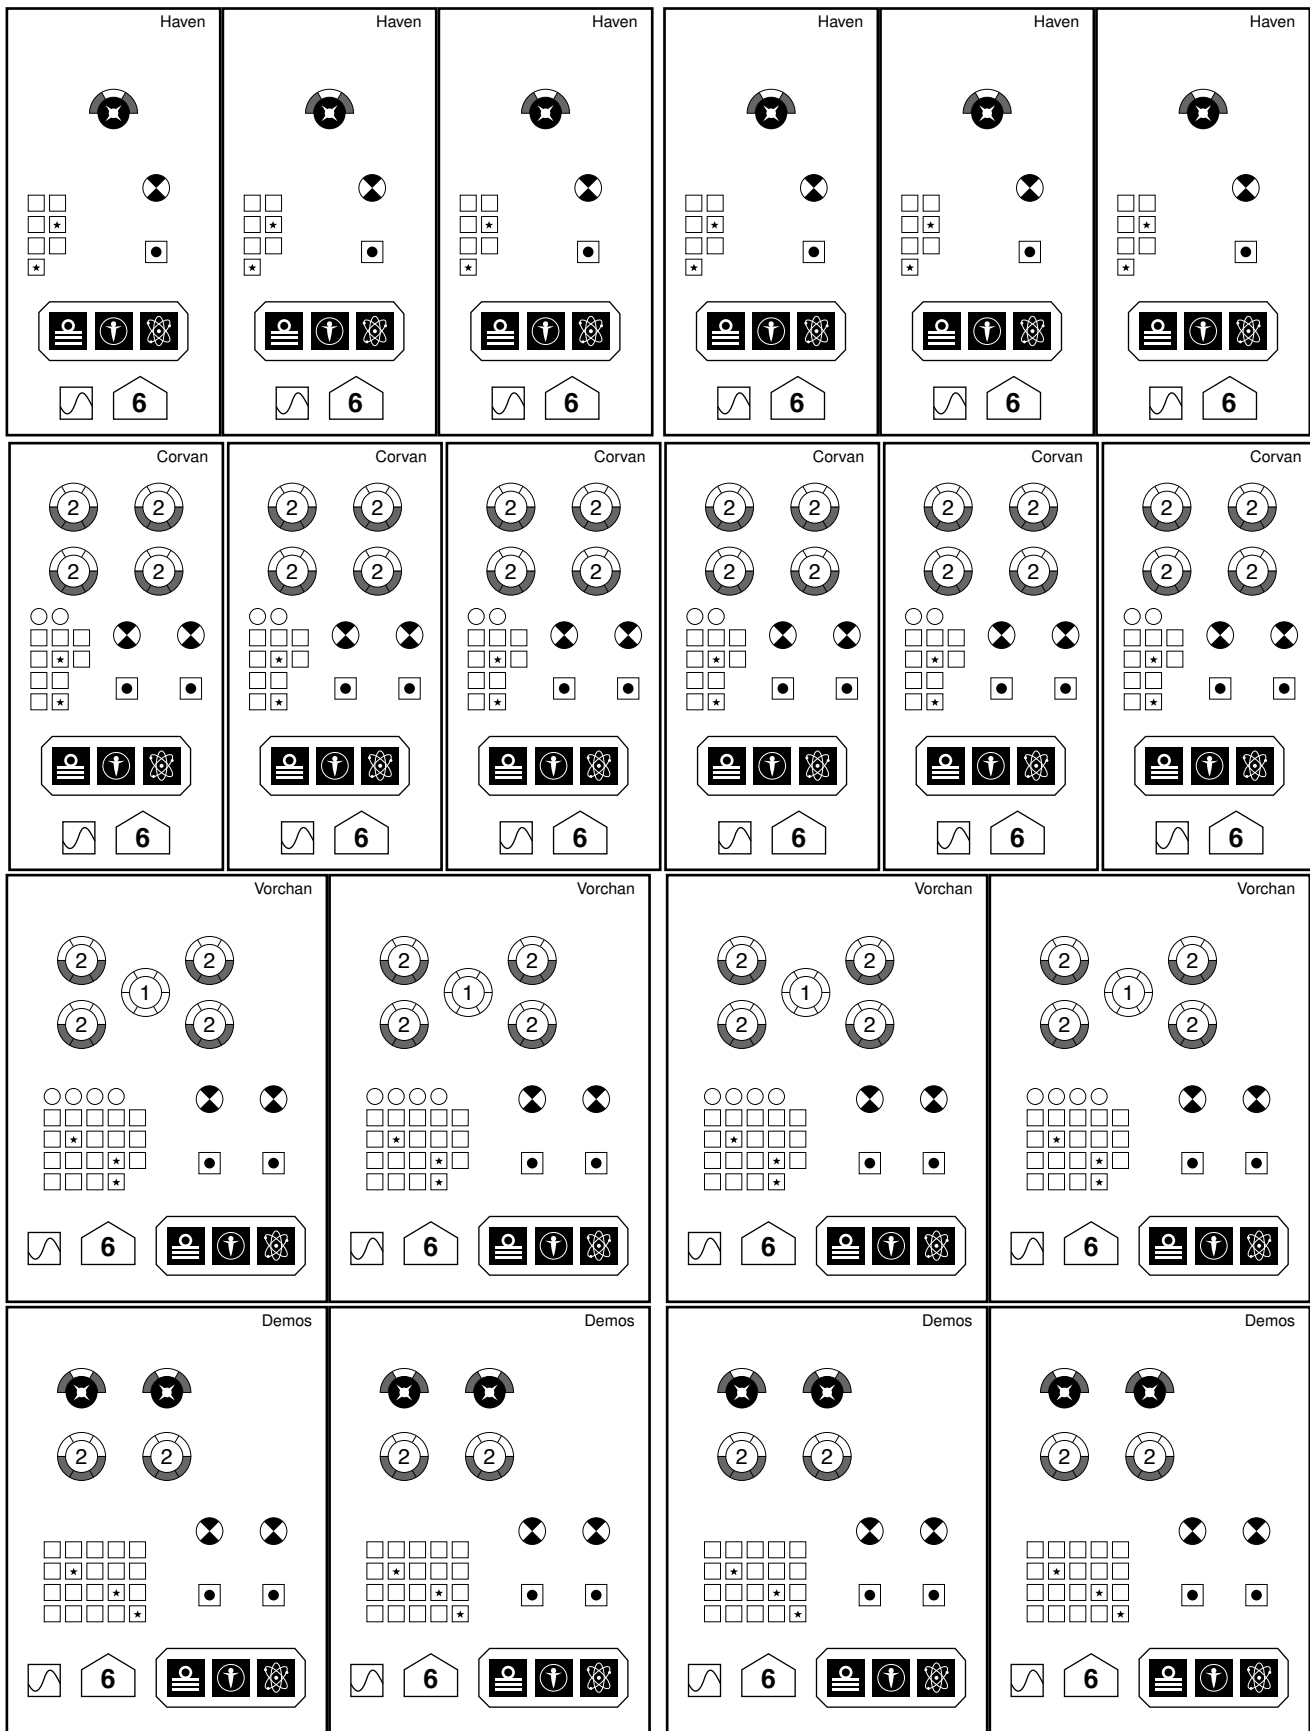 Haven Haven Haven Haven Haven Haven
6 6 6 6 6 6
Corvan Corvan Corvan Corvan Corvan Corvan
2 2 2 2 2 2 2 2 2 2 2 2
2 2 2 2 2 2 2 2 2 2 2 2
6 6 6 6 6 6
Vorchan Vorchan Vorchan Vorchan
2 2 2 2 2 2 2 2
1 1 1 1
2 2 2 2 2 2 2 2
6 6 6 6
Demos Demos Demos Demos
2 2 2 2 2 2 2 2
6 6 6 6